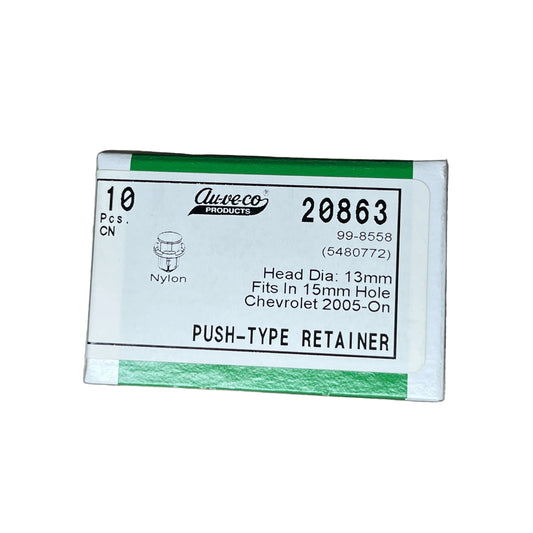 10
Pcs.
CN
au-ve-co®
PRODUCTS
20863
99-8558
(5480772)
Nylon
Head Dia: 13mm
Fits In 15mm Hole
Chevrolet 2005-On
PUSH-TYPE RETAINER